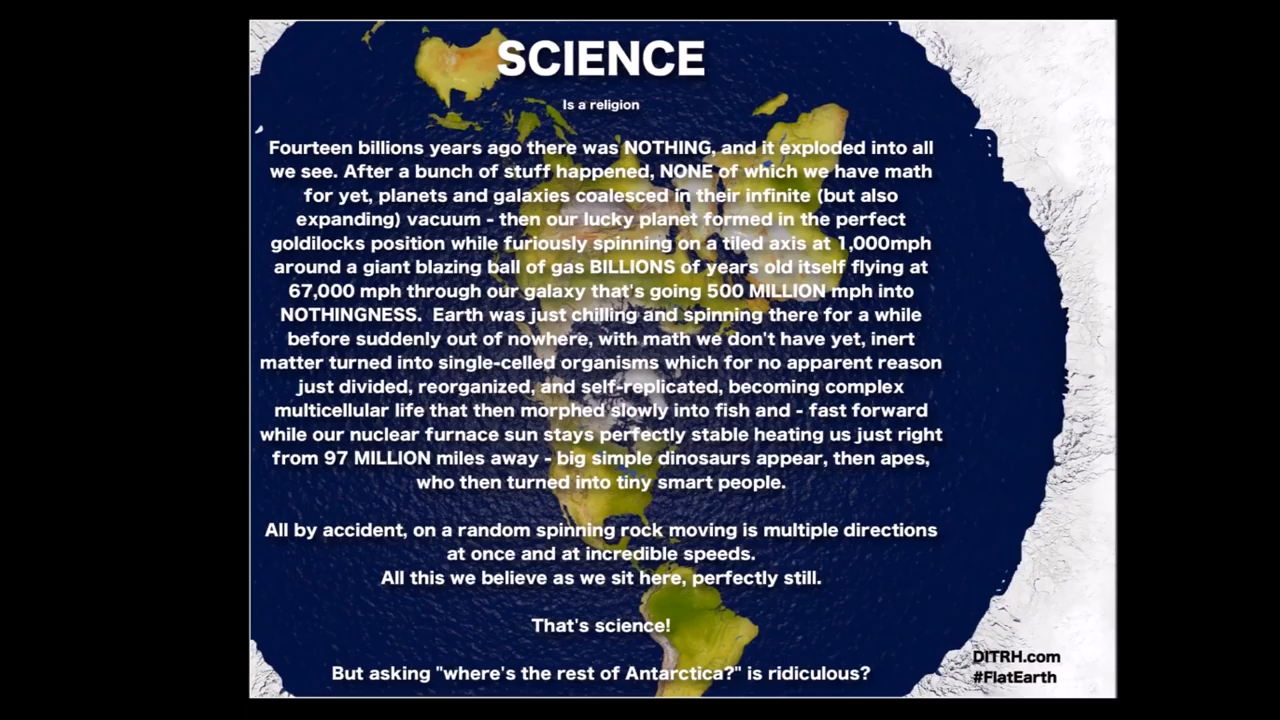 SCIENCE
Is a religion
Fourteen billions years ago there was NOTHING, and it exploded into all
we see. After a bunch of stuff happened, NONE of which we have math
for yet, planets and galaxies coalesced in their infinite (but also
expanding) vacuum - then our lucky planet formed in the perfect
goldilocks position while furiously spinning on a tiled axis at 1,000mph
around a giant blazing ball of gas BILLIONS of years old itself flying at
67,000 mph through our galaxy that's going 500 MILLION mph into
NOTHINGNESS. Earth was just chilling and spinning there for a while
before suddenly out of nowhere, with math we don't have yet, inert
matter turned into single-celled organisms which for no apparent reason
just divided, reorganized, and self-replicated, becoming complex
multicellular life that then morphed slowly into fish and - fast forward
while our nuclear furnace sun stays perfectly stable heating us just right
from 97 MILLION miles away - big simple dinosaurs appear, then apes,
who then turned into tiny smart people.
All by accident, on a random spinning rock moving is multiple directions
at once and at incredible speeds.
All this we believe as we sit here, perfectly still.
That's science!
But asking "where's the rest of Antarctica?" is ridiculous?
DITRH.com
#FlatEarth